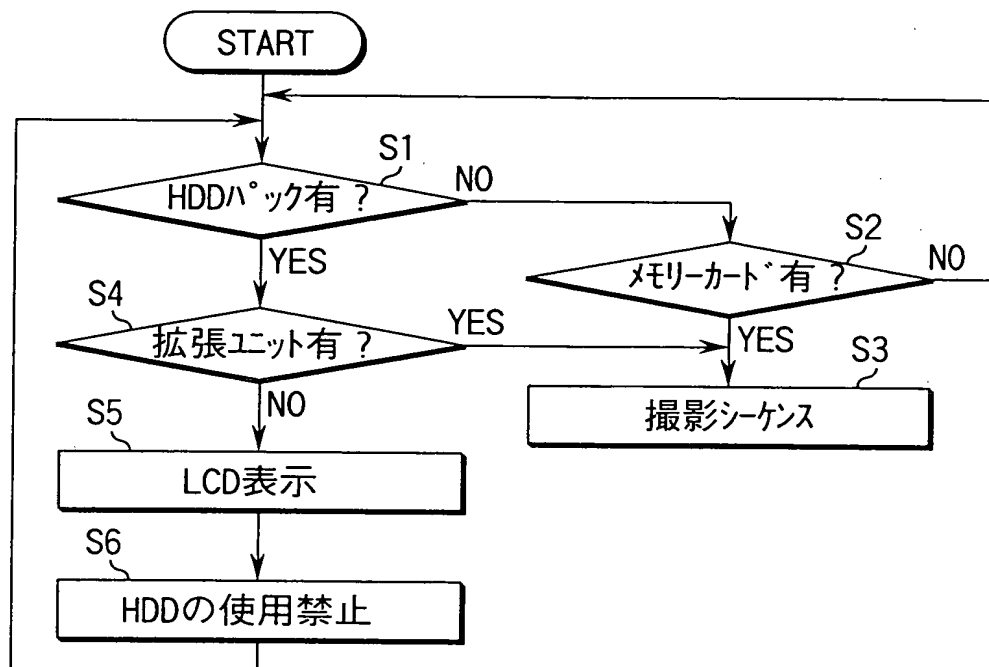 START
S1
HDDパック有 ?
NO
YES
S2
メモリーカード有 ?
NO
YES
S4
拡張ユニット有 ?
YES
NO
S3
撮影シーケンス
S5
LCD表示
S6
HDDの使用禁止